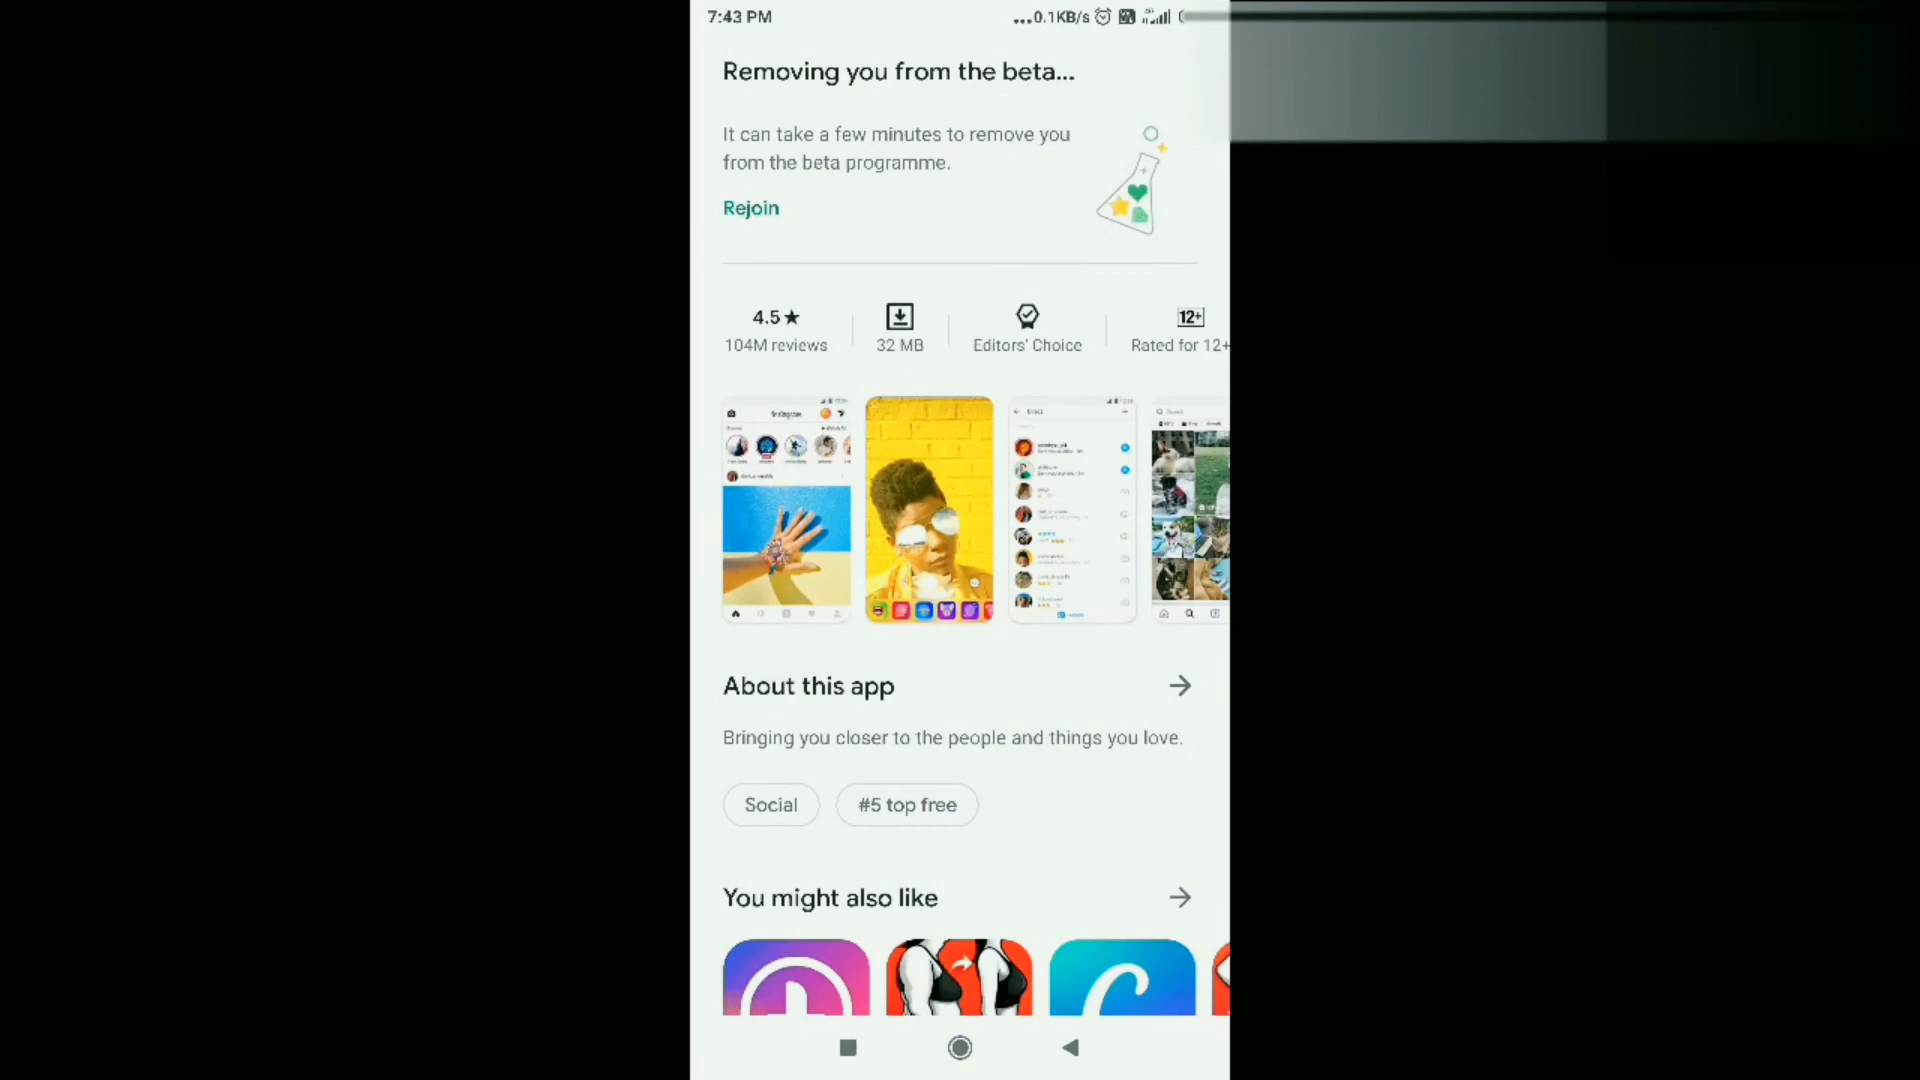 7:43 PM
...0.1KB/s
Removing you from the beta...
It can take a few minutes to remove you
from the beta programme.
Rejoin
4.5★
104M reviews
32 MB
Editors' Choice
12+
Rated for 12+
Instagram
About this app
Bringing you closer to the people and things you love.
Social
#5 top free
You might also like